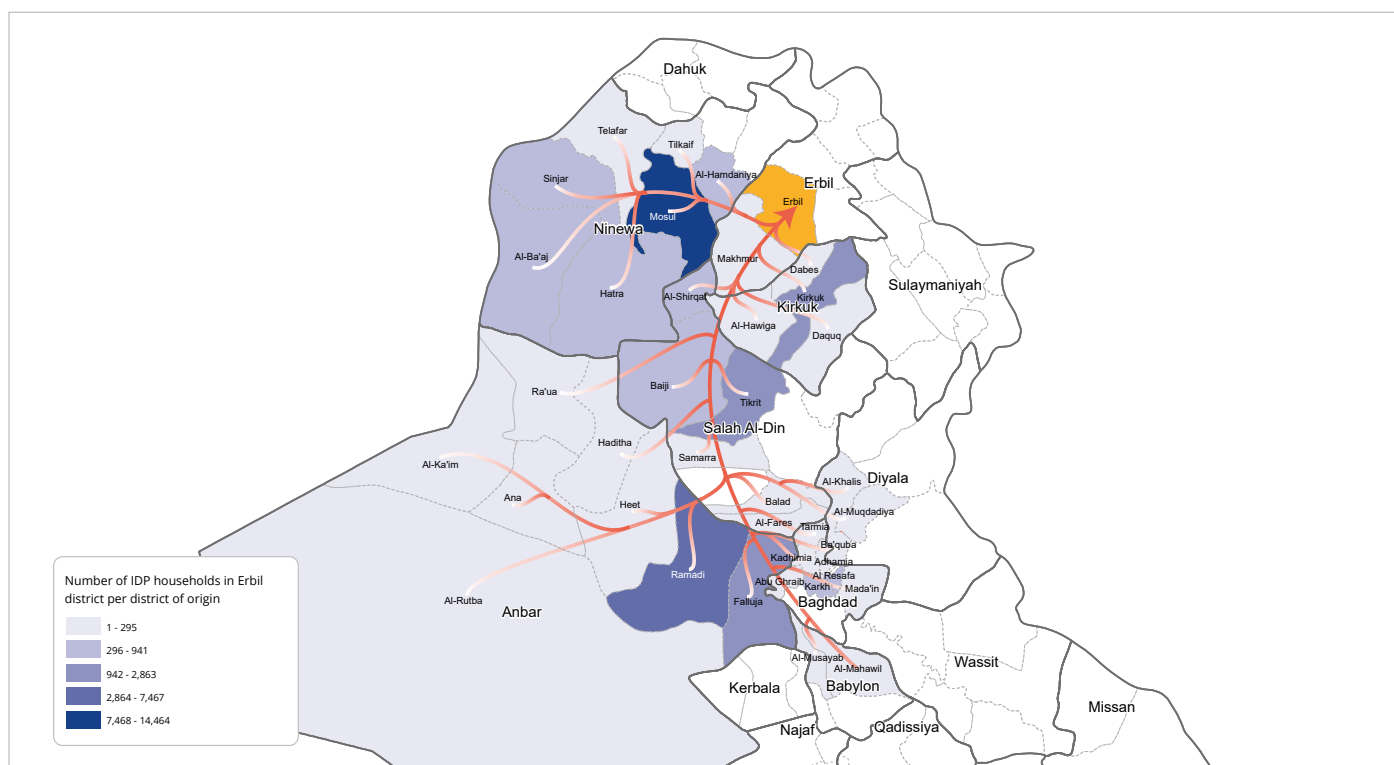 Dahuk
Telafar
Tilkaif
Al-Hamdaniya
Sinjar
Erbil
Erbil
Mosul
Ninewa
Al-Ba'aj
Makhmur
Dabes
Sulaymaniyah
Hatra
Al-Shirqat
Kirkuk
Kirkuk
Al-Hawiga
Daquq
Ra'ua
Baiji
Tikrit
Salah Al-Din
Haditha
Samarra
Al-Ka'im
Diyala
Al-Khalis
Ana
Heet
Balad
Al-Muqdadiya
Al-Fares
Tarmia
Ba'quba
Kadhimia
Adhamia
Ramadi
Al Resafa
Abu Ghraib
Karkh
Mada'in
Al-Rutba
Falluja
Baghdad
Anbar
Al-Musayab
Al-Mahawil
Wassit
Kerbala
Babylon
Missan
Najaf
Qadissiya
Number of IDP households in Erbil
district per district of origin
1 - 295
296 - 941
942 - 2,863
2,864 - 7,467
7,468 - 14,464